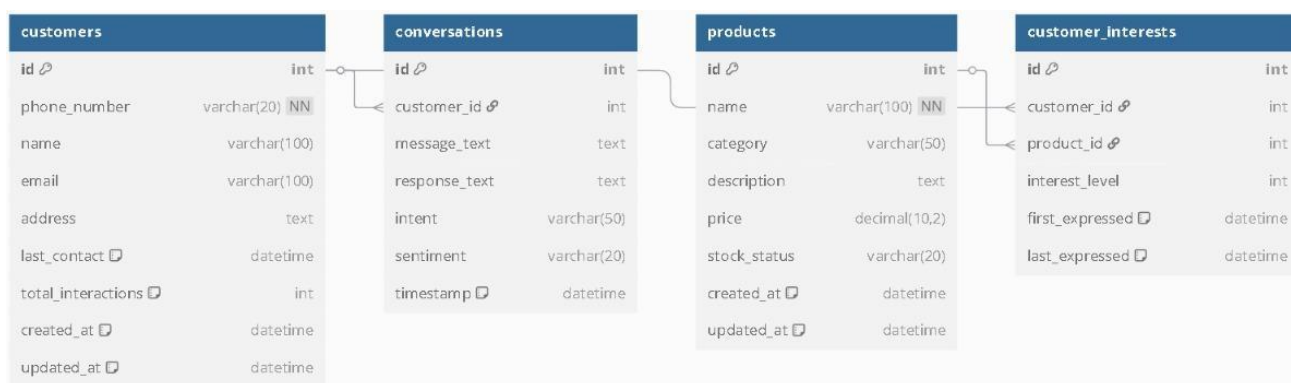 customers
id int
phone_number varchar(20) NN
name varchar(100)
email varchar(100)
address text
last_contact datetime
total_interactions int
created_at datetime
updated_at datetime
conversations
id int
customer_id int
message_text text
response_text text
intent varchar(50)
sentiment varchar(20)
timestamp datetime
products
id int
name varchar(100) NN
category varchar(50)
description text
price decimal(10,2)
stock_status varchar(20)
created_at datetime
updated_at datetime
customer_interests
id int
customer_id int
product_id int
interest_level int
first_expressed datetime
last_expressed datetime